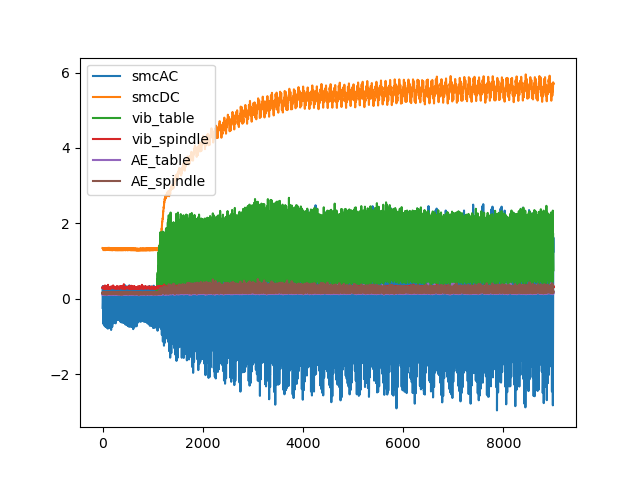 smcAC
smcDC
vib_table
vib_spindle
AE_table
AE_spindle
6
4
2
0
−2
0 2000 4000 6000 8000